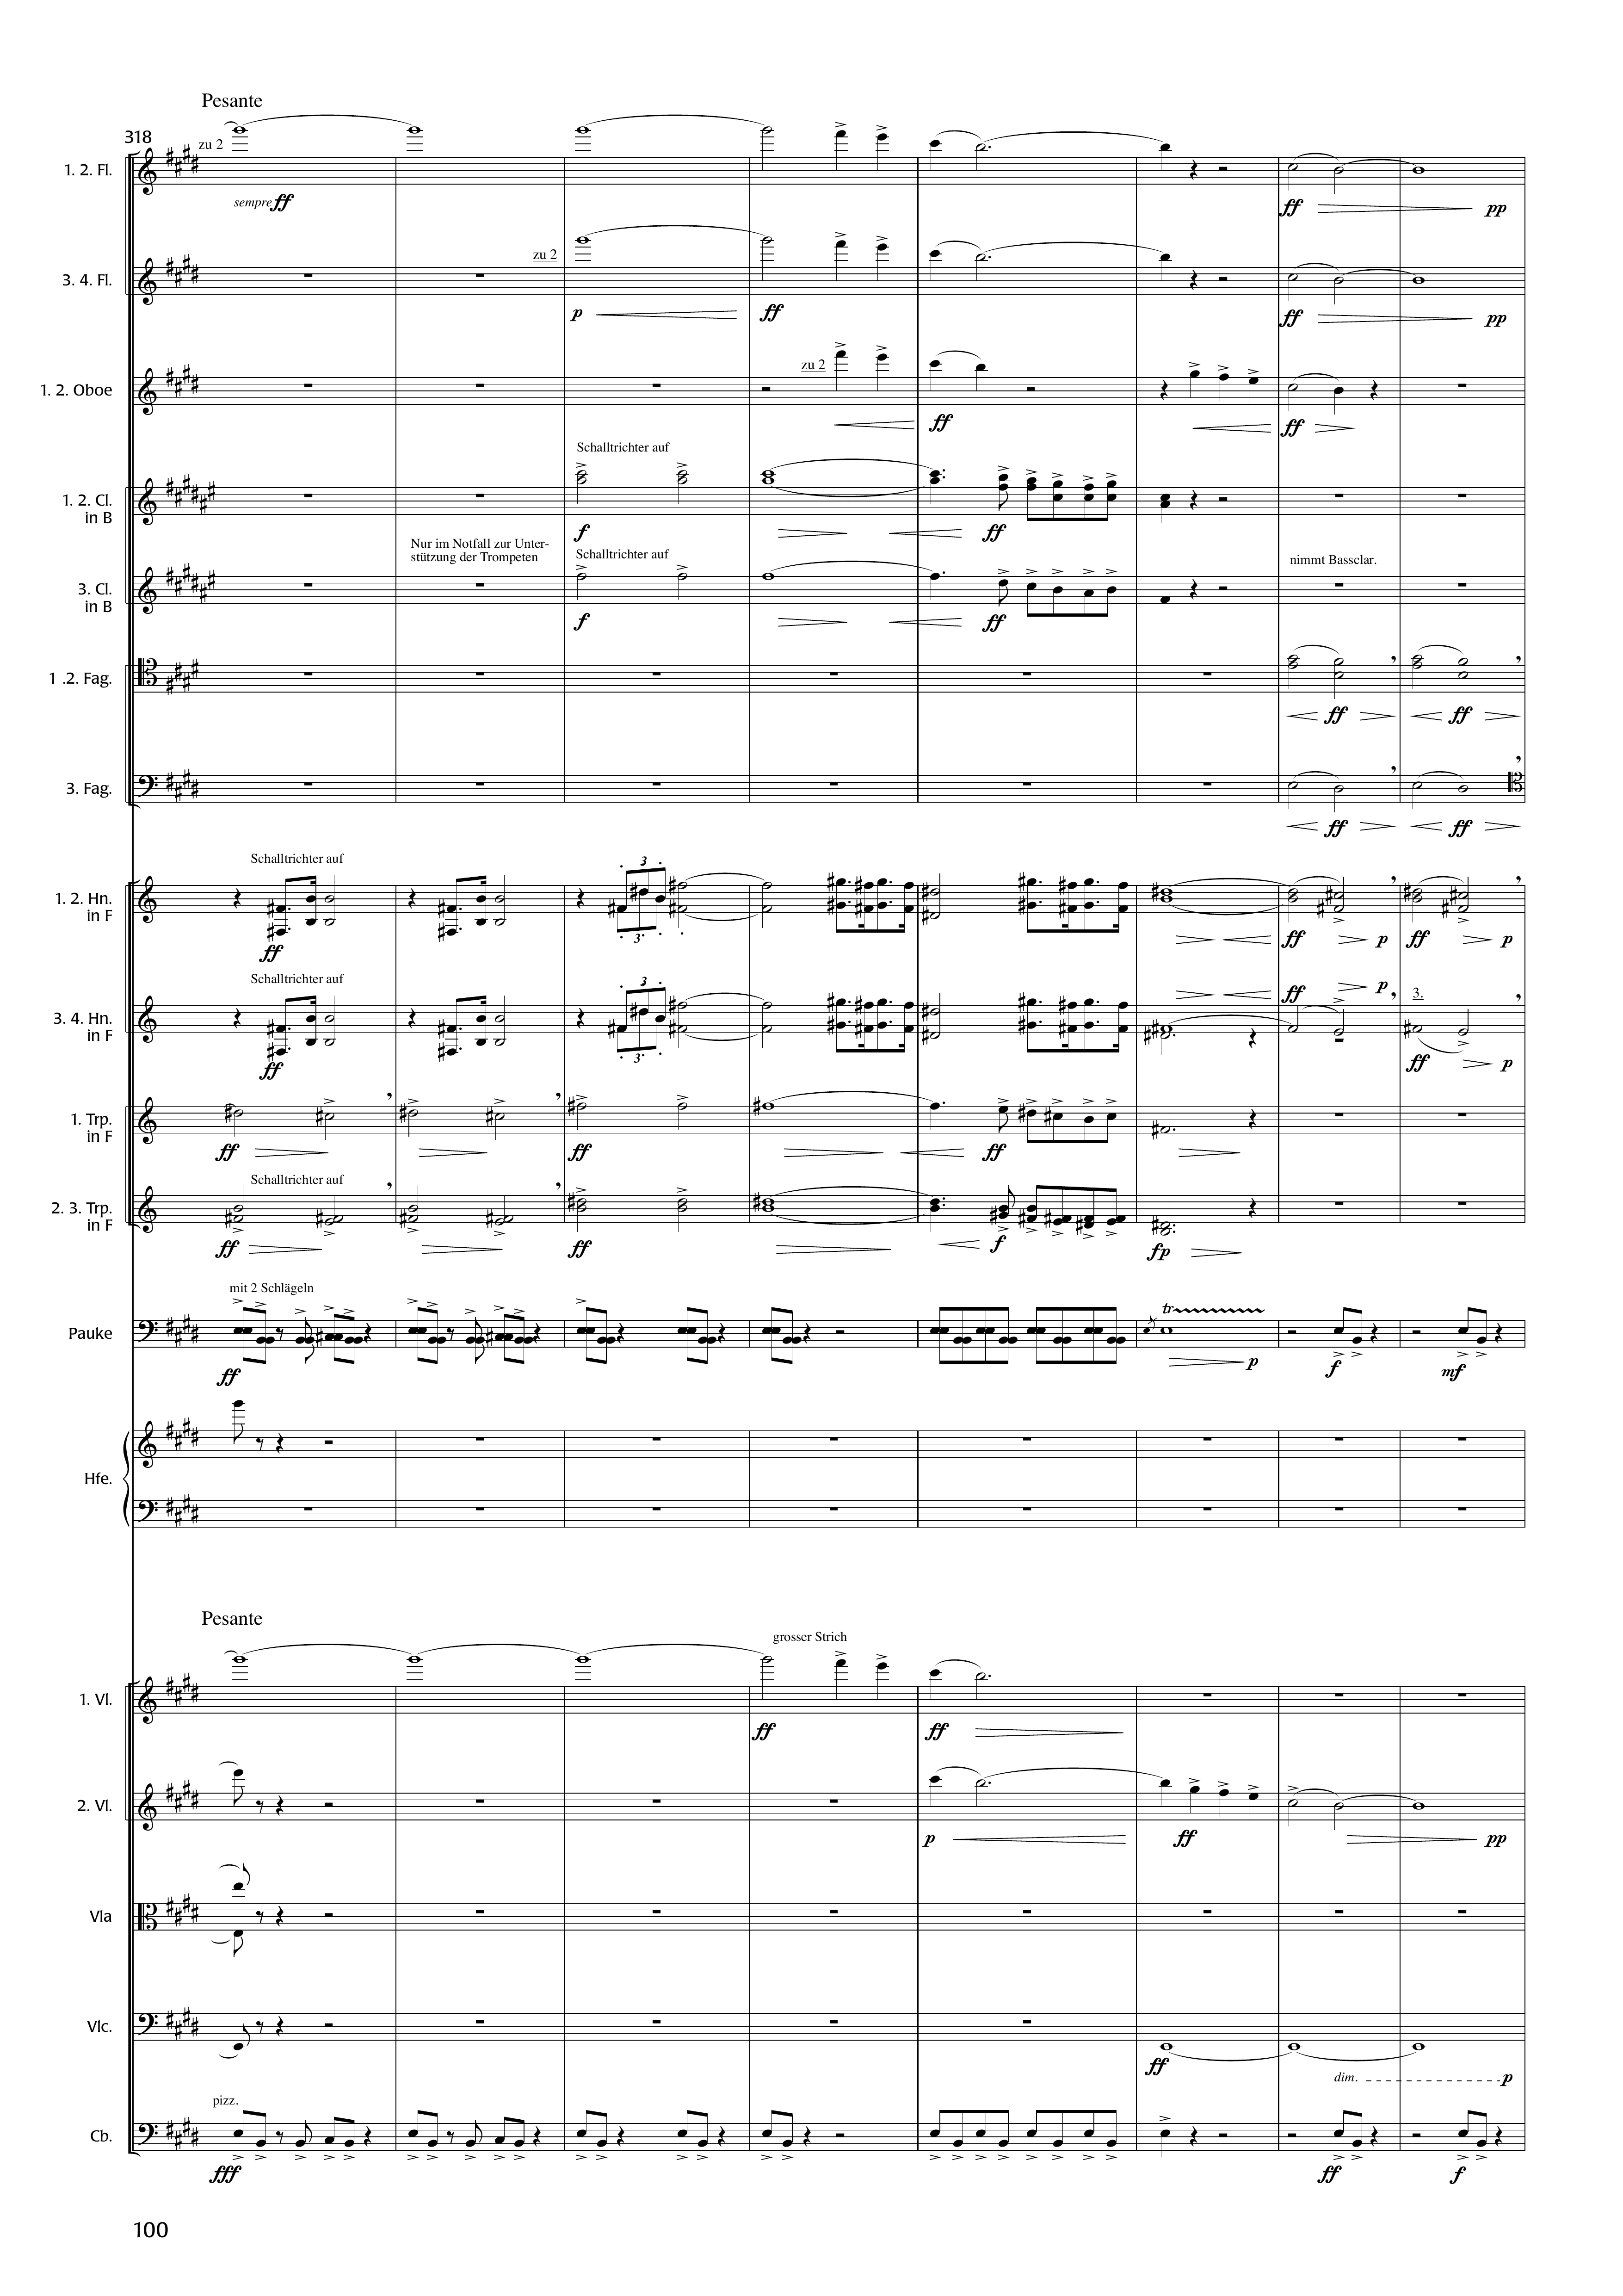 Pesante
318
zu 2
1. 2. Fl.
sempre ff
ff
pp
zu 2
3. 4. Fl.
p
ff
ff
pp
zu 2
1. 2. Oboe
ff
ff
Schalltrichter auf
1. 2. Cl.
in B
f
ff
Nur im Notfall zur Unter-
stützung der Trompeten
Schalltrichter auf
nimmt Bassclar.
3. Cl.
in B
f
ff
1 .2. Fag.
ff
ff
3. Fag.
ff
ff
Schalltrichter auf
3
1. 2. Hn.
in F
3
ff
ff
p
ff
p
Schalltrichter auf
3
ff
p
3.
3. 4. Hn.
in F
3
ff
ff
p
1. Trp.
in F
ff
ff
ff
Schalltrichter auf
2. 3. Trp.
in F
ff
ff
f
fp
mit 2 Schlägeln
tr
Pauke
ff
p
f
mf
Hfe.
Pesante
grosser Strich
1. Vl.
ff
ff
2. Vl.
p
ff
pp
Vla
Vlc.
ff
dim.
p
pizz.
Cb.
fff
ff
f
100